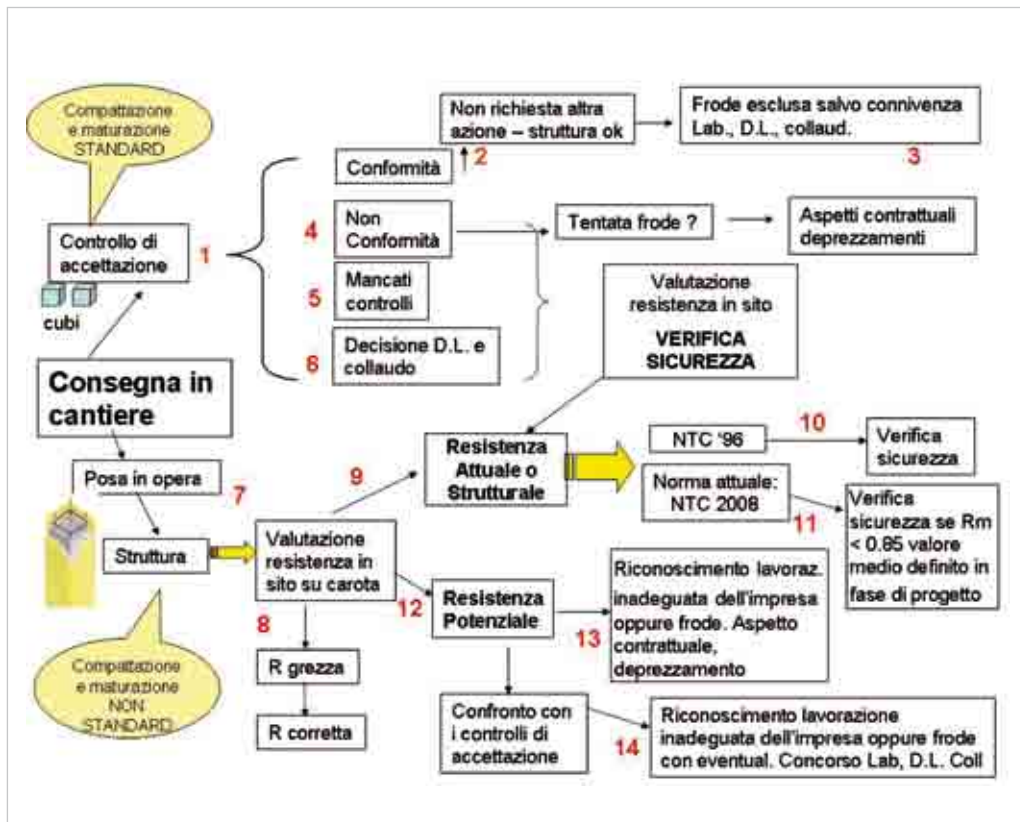 Compattazione
e maturazione
STANDARD
Controllo di
accettazione
1
cubi
Conformità
2
Non richiesta altra
azione – struttura ok
Frode esclusa salvo connivenza
Lab., D.L., collaud.
3
4
Non
Conformità
Tentata frode ?
Aspetti contrattuali
deprezzamenti
5
Mancati
controlli
6
Decisione D.L. e
collaudo
Valutazione
resistenza in sito
VERIFICA
SICUREZZA
Consegna in
cantiere
Posa in opera
7
Struttura
Compattazione
e maturazione
NON
STANDARD
Valutazione
resistenza in
sito su carota
8
R grezza
R corretta
9
Resistenza
Attuale o
Strutturale
NTC '96
10
Verifica
sicurezza
Norma attuale:
NTC 2008
11
Verifica
sicurezza se Rm
< 0.85 valore
medio definito in
fase di progetto
12
Resistenza
Potenziale
13
Riconoscimento lavoraz.
inadeguata dell'impresa
oppure frode. Aspetto
contrattuale,
deprezzamento
Confronto con
i controlli di
accettazione
14
Riconoscimento lavorazione
inadeguata dell'impresa oppure frode
con eventual. Concorso Lab, D.L. Coll